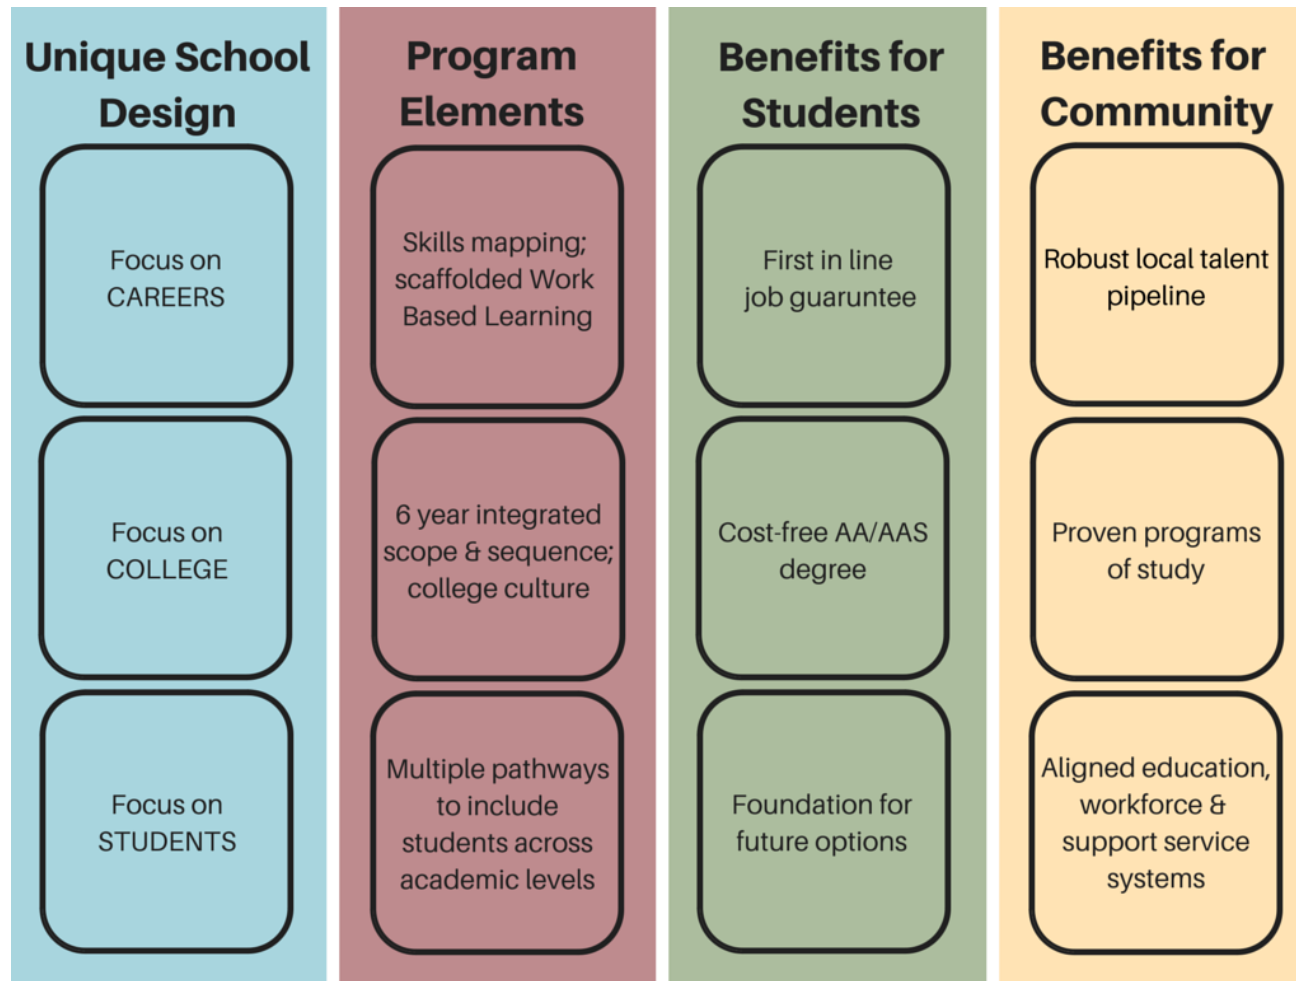 Unique School
Design
Focus on
CAREERS
Focus on
COLLEGE
Focus on
STUDENTS
Program
Elements
Skills mapping;
scaffolded Work
Based Learning
6 year integrated
scope & sequence;
college culture
Multiple pathways
to include
students across
academic levels
Benefits for
Students
First in line
job guaruntee
Cost-free AA/AAS
degree
Foundation for
future options
Benefits for
Community
Robust local talent
pipeline
Proven programs
of study
Aligned education,
workforce &
support service
systems